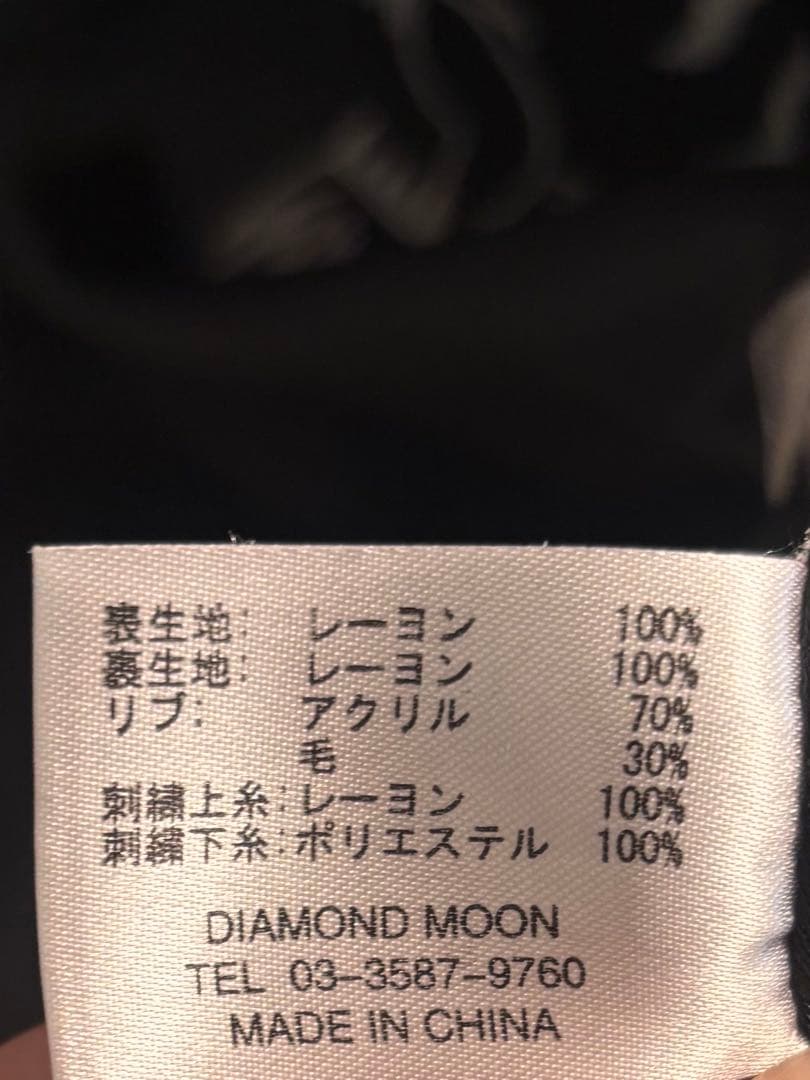 表生地: レーヨン 100%
裏生地: レーヨン 100%
リブ: アクリル 70%
毛 30%
刺繍上糸:レーヨン 100%
刺繍下糸:ポリエステル 100%
DIAMOND MOON
TEL 03-3587-9760
MADE IN CHINA